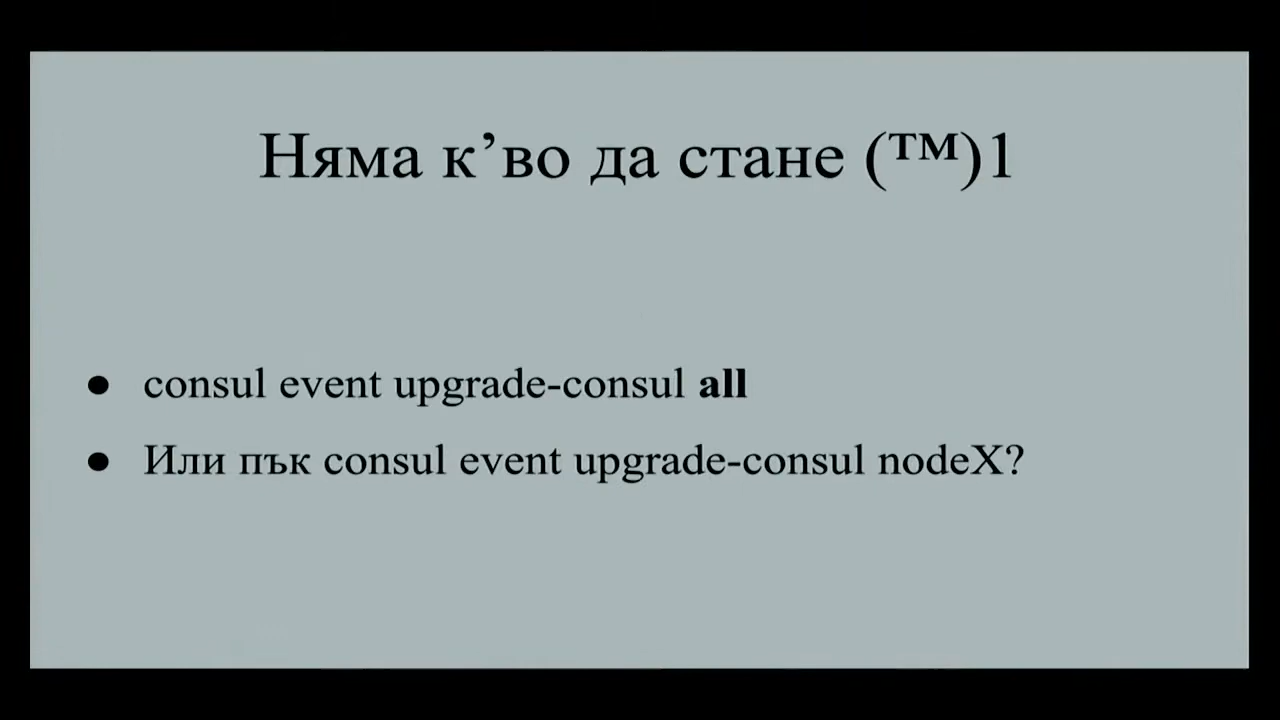 Няма к’во да стане (™)1
● consul event upgrade-consul all
● Или пък consul event upgrade-consul nodeX?